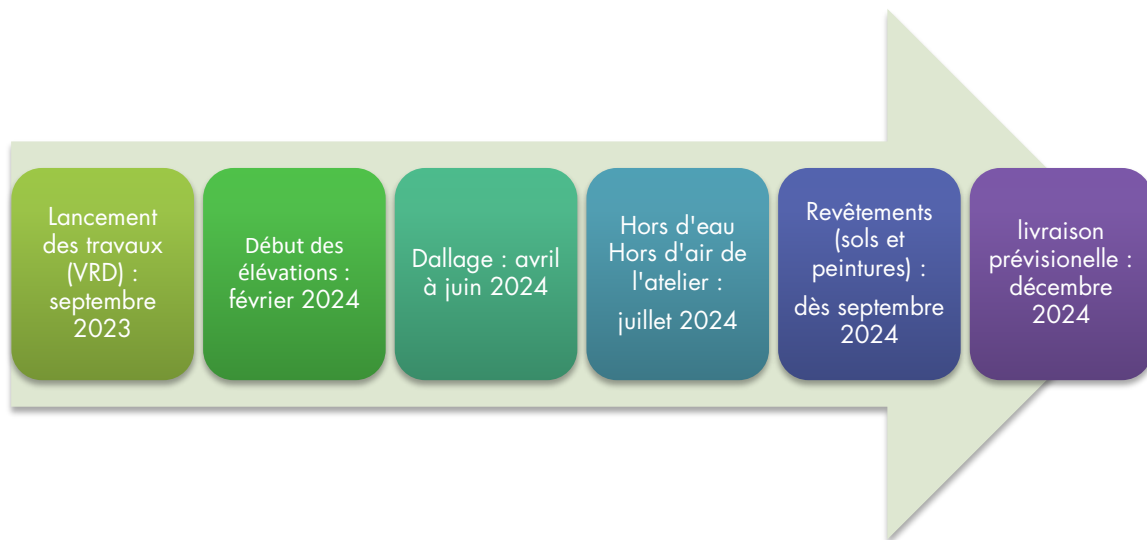 Lancement
des travaux
(VRD) :
septembre
2023
Début des
élévations :
février 2024
Dallage : avril
à juin 2024
Hors d'eau
Hors d'air de
l'atelier :
juillet 2024
Revêtements
(sols et
peintures) :
dès septembre
2024
livraison
prévisionelle :
décembre
2024